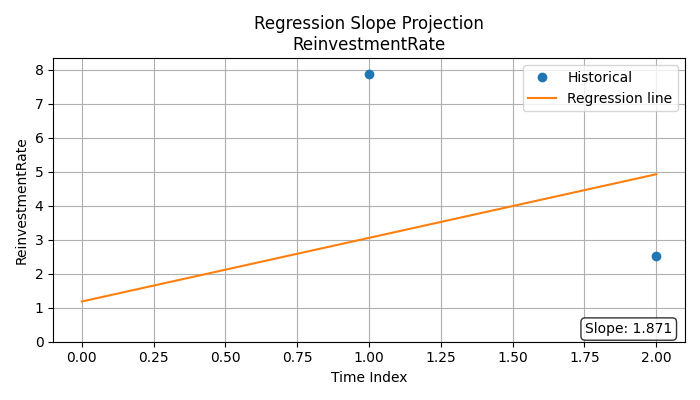 Regression Slope Projection
ReinvestmentRate
ReinvestmentRate
8
7
6
5
4
3
2
1
0
Historical
Regression line
Slope: 1.871
0.00 0.25 0.50 0.75 1.00 1.25 1.50 1.75 2.00
Time Index